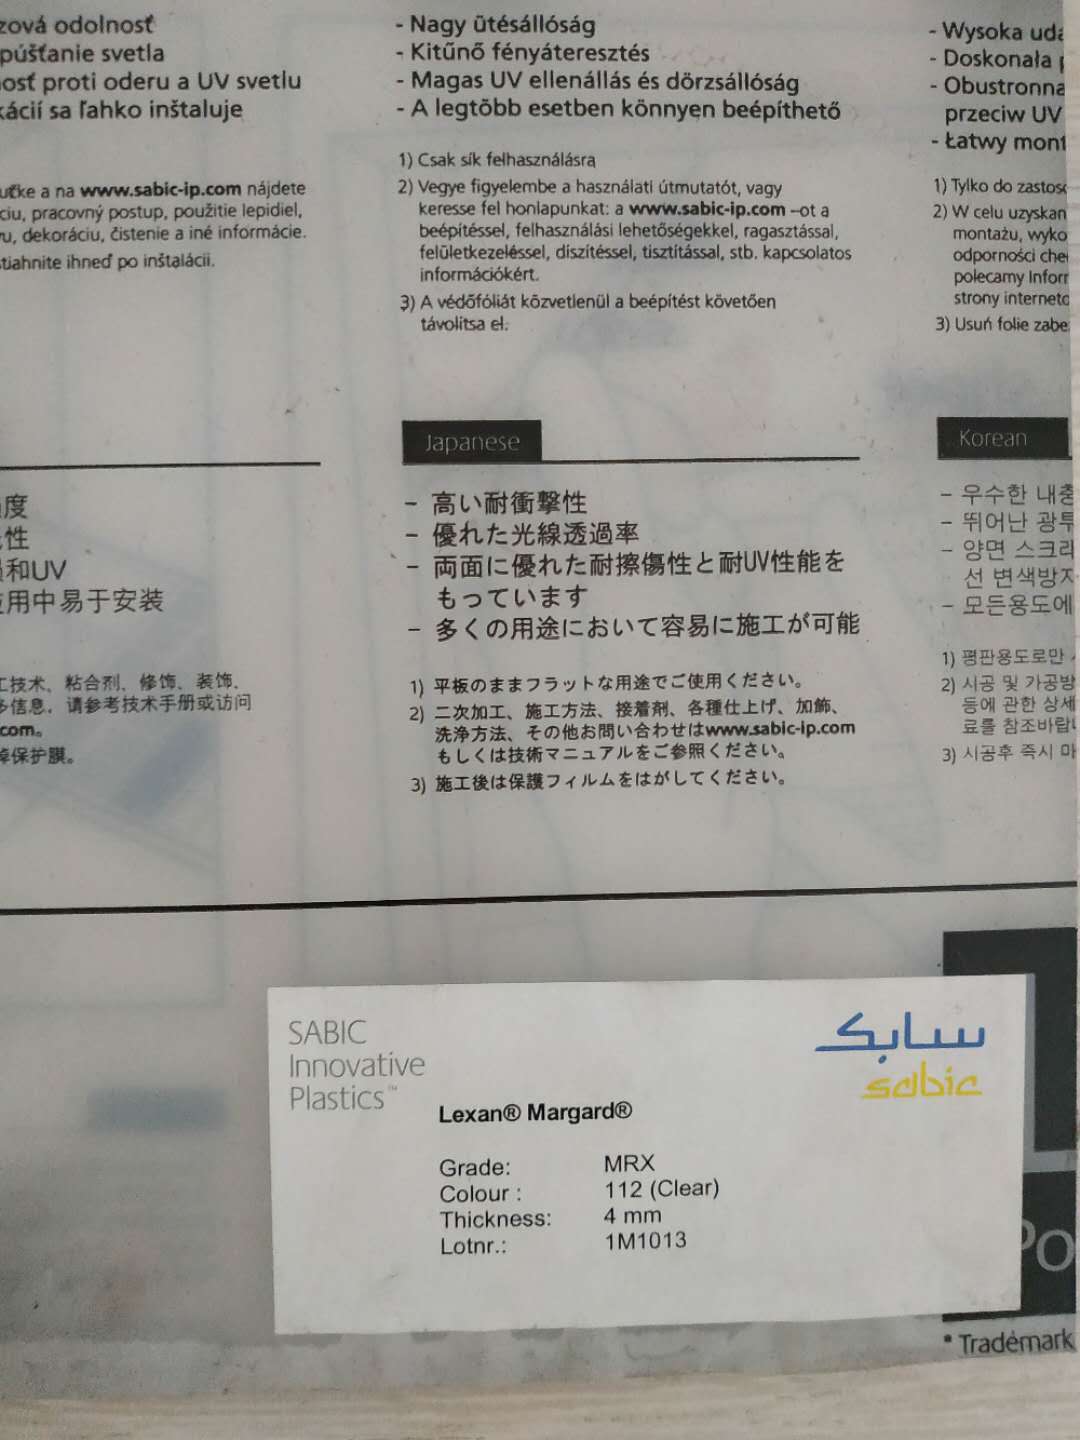 zová odolnosť
púšťanie svetla
nosť proti oderu a UV svetlu
kácií sa ľahko inštaluje
ručke a na www.sabic-ip.com nájdete
ciu, pracovný postup, použitie lepidiel,
vu, dekoráciu, čistenie a iné informácie.
stiahnite ihneď po inštalácii.
- Nagy ütésállóság
- Kitűnő fényáteresztés
- Magas UV ellenállás és dörzsállóság
- A legtöbb esetben könnyen beépíthető
1) Csak sík felhasználásra
2) Vegye figyelembe a használati útmutatót, vagy
keresse fel honlapunkat: a www.sabic-ip.com –ot a
beépítéssel, felhasználási lehetőségekkel, ragasztással,
felületkezeléssel, díszítéssel, tisztítással, stb. kapcsolatos
információkért.
3) A védőfóliát közvetlenül a beépítést követően
távolítsa el.
- Wysoka uda
- Doskonała
- Obustronna
przeciw UV
- Łatwy mont
1) Tylko do zastoso
2) W celu uzyskan
montażu, wyko
odporności che
polecamy Inforr
strony interneto
3) Usuń folie zabe
度
性
和UV
应用中易于安装
工技术、粘合剂、修饰、装饰、
多信息，请参考技术手册或访问
com。
掉保护膜。
Japanese
- 高い耐衝撃性
- 優れた光線透過率
- 両面に優れた耐擦傷性と耐UV性能を
もっています
- 多くの用途において容易に施工が可能
1) 平板のままフラットな用途でご使用ください。
2) 二次加工、施工方法、接着剤、各種仕上げ、加飾、
洗浄方法、その他お問い合わせはwww.sabic-ip.com
もしくは技術マニュアルをご参照ください。
3) 施工後は保護フィルムをはがしてください。
Korean
- 우수한 내충
- 뛰어난 광투
- 양면 스크래
선 변색방지
- 모든용도에
1) 평판용도로만
2) 시공 및 가공방
등에 관한 상세
료를 참조바랍니
3) 시공후 즉시 마
SABIC
Innovative
Plastics™
سابك
sabic
Lexan® Margard®
Grade: MRX
Colour : 112 (Clear)
Thickness: 4 mm
Lotnr.: 1M1013
Po
* Trademark